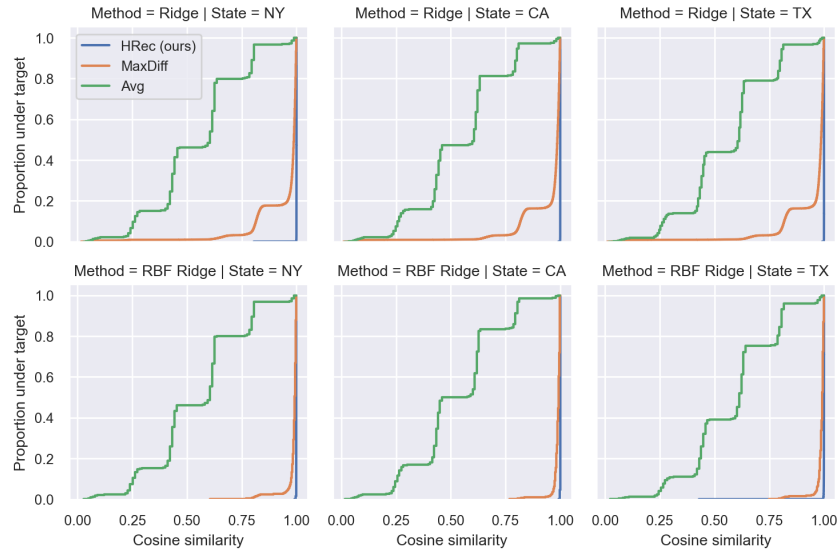 Method = Ridge | State = NY
Method = Ridge | State = CA
Method = Ridge | State = TX
Proportion under target
1.0
0.8
0.6
0.4
0.2
0.0
HRec (ours)
MaxDiff
Avg
Method = RBF Ridge | State = NY
Method = RBF Ridge | State = CA
Method = RBF Ridge | State = TX
Proportion under target
1.0
0.8
0.6
0.4
0.2
0.0
0.00 0.25 0.50 0.75 1.00
0.00 0.25 0.50 0.75 1.00
0.00 0.25 0.50 0.75 1.00
Cosine similarity
Cosine similarity
Cosine similarity